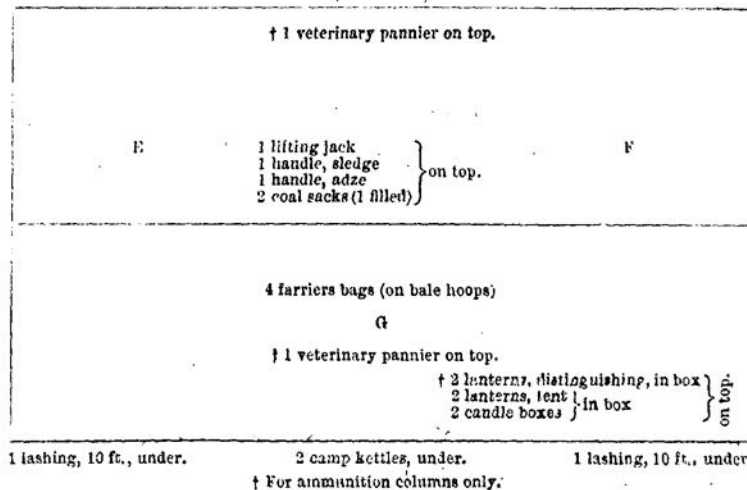 † 1 veterinary pannier on top.
E
1 lifting jack
1 handle, sledge
1 handle, adze
2 coal sacks (1 filled)
on top.
F
4 farriers bags (on bale hoops)
G
† 1 veterinary pannier on top.
† 2 lanterns, distinguishing, in box
2 lanterns, tent
2 candle boxes
in box
on top.
1 lashing, 10 ft., under.
2 camp kettles, under.
1 lashing, 10 ft., under
† For ammunition columns only.